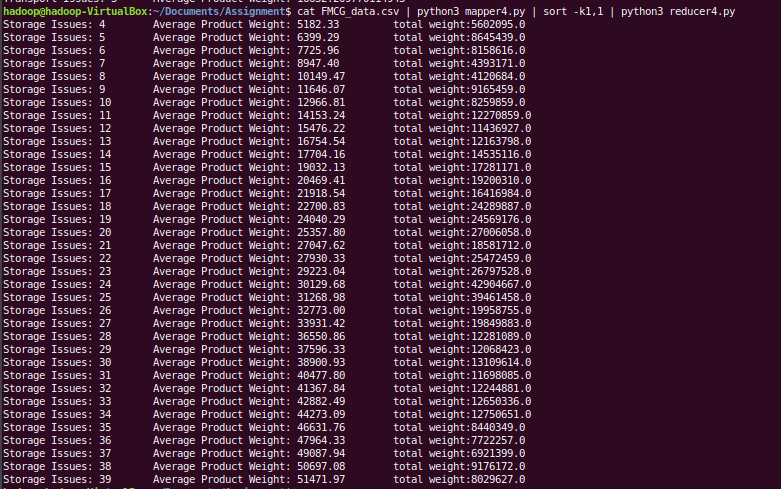 hadoop@hadoop-VirtualBox:~/Documents/Assignment$ cat FMCG_data.csv | python3 mapper4.py | sort -k1,1 | python3 reducer4.py
Storage Issues: 4 Average Product Weight: 5182.33 total weight:5602095.0
Storage Issues: 5 Average Product Weight: 6399.29 total weight:8645439.0
Storage Issues: 6 Average Product Weight: 7725.96 total weight:8158616.0
Storage Issues: 7 Average Product Weight: 8947.40 total weight:4393171.0
Storage Issues: 8 Average Product Weight: 10149.47 total weight:4120684.0
Storage Issues: 9 Average Product Weight: 11646.07 total weight:9165459.0
Storage Issues: 10 Average Product Weight: 12966.81 total weight:8259859.0
Storage Issues: 11 Average Product Weight: 14153.24 total weight:12270859.0
Storage Issues: 12 Average Product Weight: 15476.22 total weight:11436927.0
Storage Issues: 13 Average Product Weight: 16754.54 total weight:12163798.0
Storage Issues: 14 Average Product Weight: 17704.16 total weight:14535116.0
Storage Issues: 15 Average Product Weight: 19032.13 total weight:17281171.0
Storage Issues: 16 Average Product Weight: 20469.41 total weight:19200310.0
Storage Issues: 17 Average Product Weight: 21918.54 total weight:16416984.0
Storage Issues: 18 Average Product Weight: 22700.83 total weight:24289887.0
Storage Issues: 19 Average Product Weight: 24040.29 total weight:24569176.0
Storage Issues: 20 Average Product Weight: 25357.80 total weight:27006058.0
Storage Issues: 21 Average Product Weight: 27047.62 total weight:18581712.0
Storage Issues: 22 Average Product Weight: 27930.33 total weight:25472459.0
Storage Issues: 23 Average Product Weight: 29223.04 total weight:26797528.0
Storage Issues: 24 Average Product Weight: 30129.68 total weight:42904667.0
Storage Issues: 25 Average Product Weight: 31268.98 total weight:39461458.0
Storage Issues: 26 Average Product Weight: 32773.00 total weight:19958755.0
Storage Issues: 27 Average Product Weight: 33931.42 total weight:19849883.0
Storage Issues: 28 Average Product Weight: 36550.86 total weight:12281089.0
Storage Issues: 29 Average Product Weight: 37596.33 total weight:12068423.0
Storage Issues: 30 Average Product Weight: 38900.93 total weight:13109614.0
Storage Issues: 31 Average Product Weight: 40477.80 total weight:11698085.0
Storage Issues: 32 Average Product Weight: 41367.84 total weight:12244881.0
Storage Issues: 33 Average Product Weight: 42882.49 total weight:12650336.0
Storage Issues: 34 Average Product Weight: 44273.09 total weight:12750651.0
Storage Issues: 35 Average Product Weight: 46631.76 total weight:8440349.0
Storage Issues: 36 Average Product Weight: 47964.33 total weight:7722257.0
Storage Issues: 37 Average Product Weight: 49087.94 total weight:6921399.0
Storage Issues: 38 Average Product Weight: 50697.08 total weight:9176172.0
Storage Issues: 39 Average Product Weight: 51471.97 total weight:8029627.0